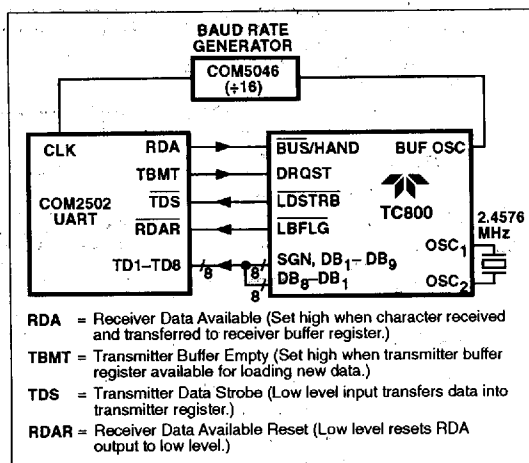 BAUD RATE
GENERATOR
COM5046
(÷16)
CLK
RDA
TBMT
TDS
RDAR
TD1–TD8
COM2502
UART
8
8
8
BUS/HAND
DRQST
LDSTRB
LBFLG
SGN, DB1– DB9
DB8–DB1
BUF OSC
TC800
OSC1
OSC2
2.4576
MHz
RDA = Receiver Data Available (Set high when character received
and transferred to receiver buffer register.)
TBMT = Transmitter Buffer Empty (Set high when transmitter buffer
register available for loading new data.)
TDS = Transmitter Data Strobe (Low level input transfers data into
transmitter register.)
RDAR = Receiver Data Available Reset (Low level resets RDA
output to low level.)